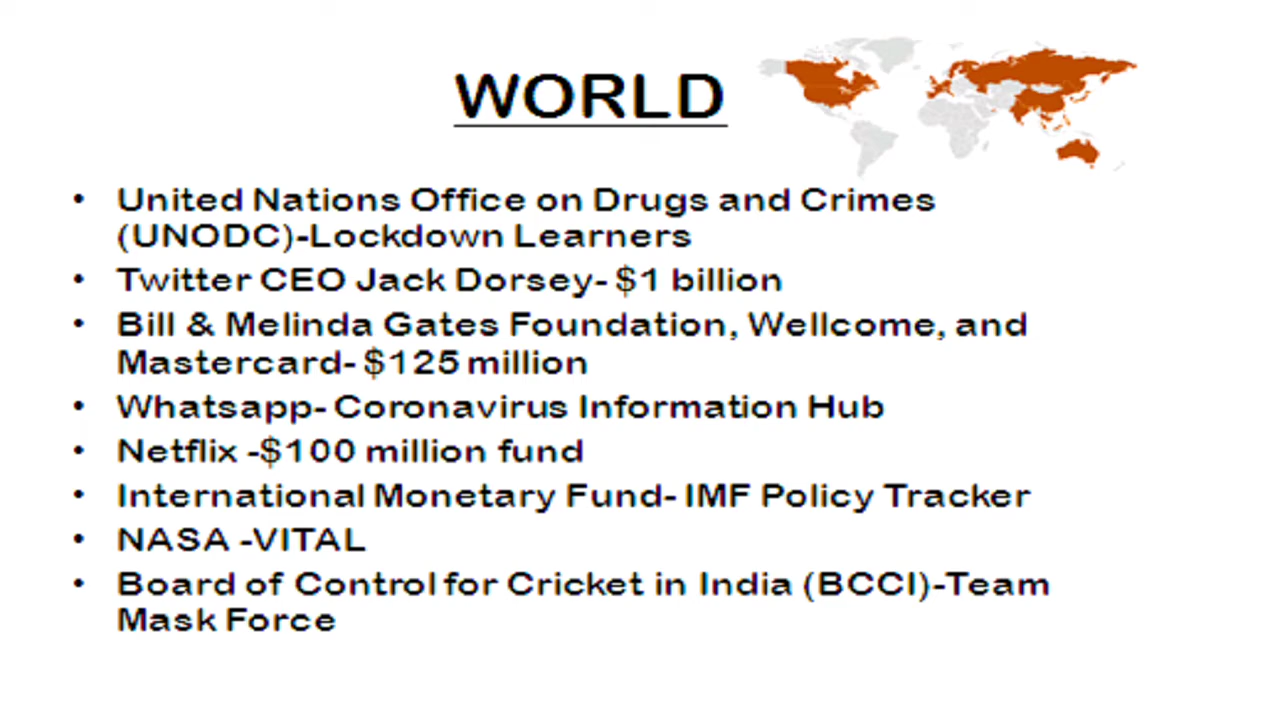 WORLD
• United Nations Office on Drugs and Crimes
(UNODC)-Lockdown Learners
• Twitter CEO Jack Dorsey- $1 billion
• Bill & Melinda Gates Foundation, Wellcome, and
Mastercard- $125 million
• Whatsapp- Coronavirus Information Hub
• Netflix -$100 million fund
• International Monetary Fund- IMF Policy Tracker
• NASA -VITAL
• Board of Control for Cricket in India (BCCI)-Team
Mask Force